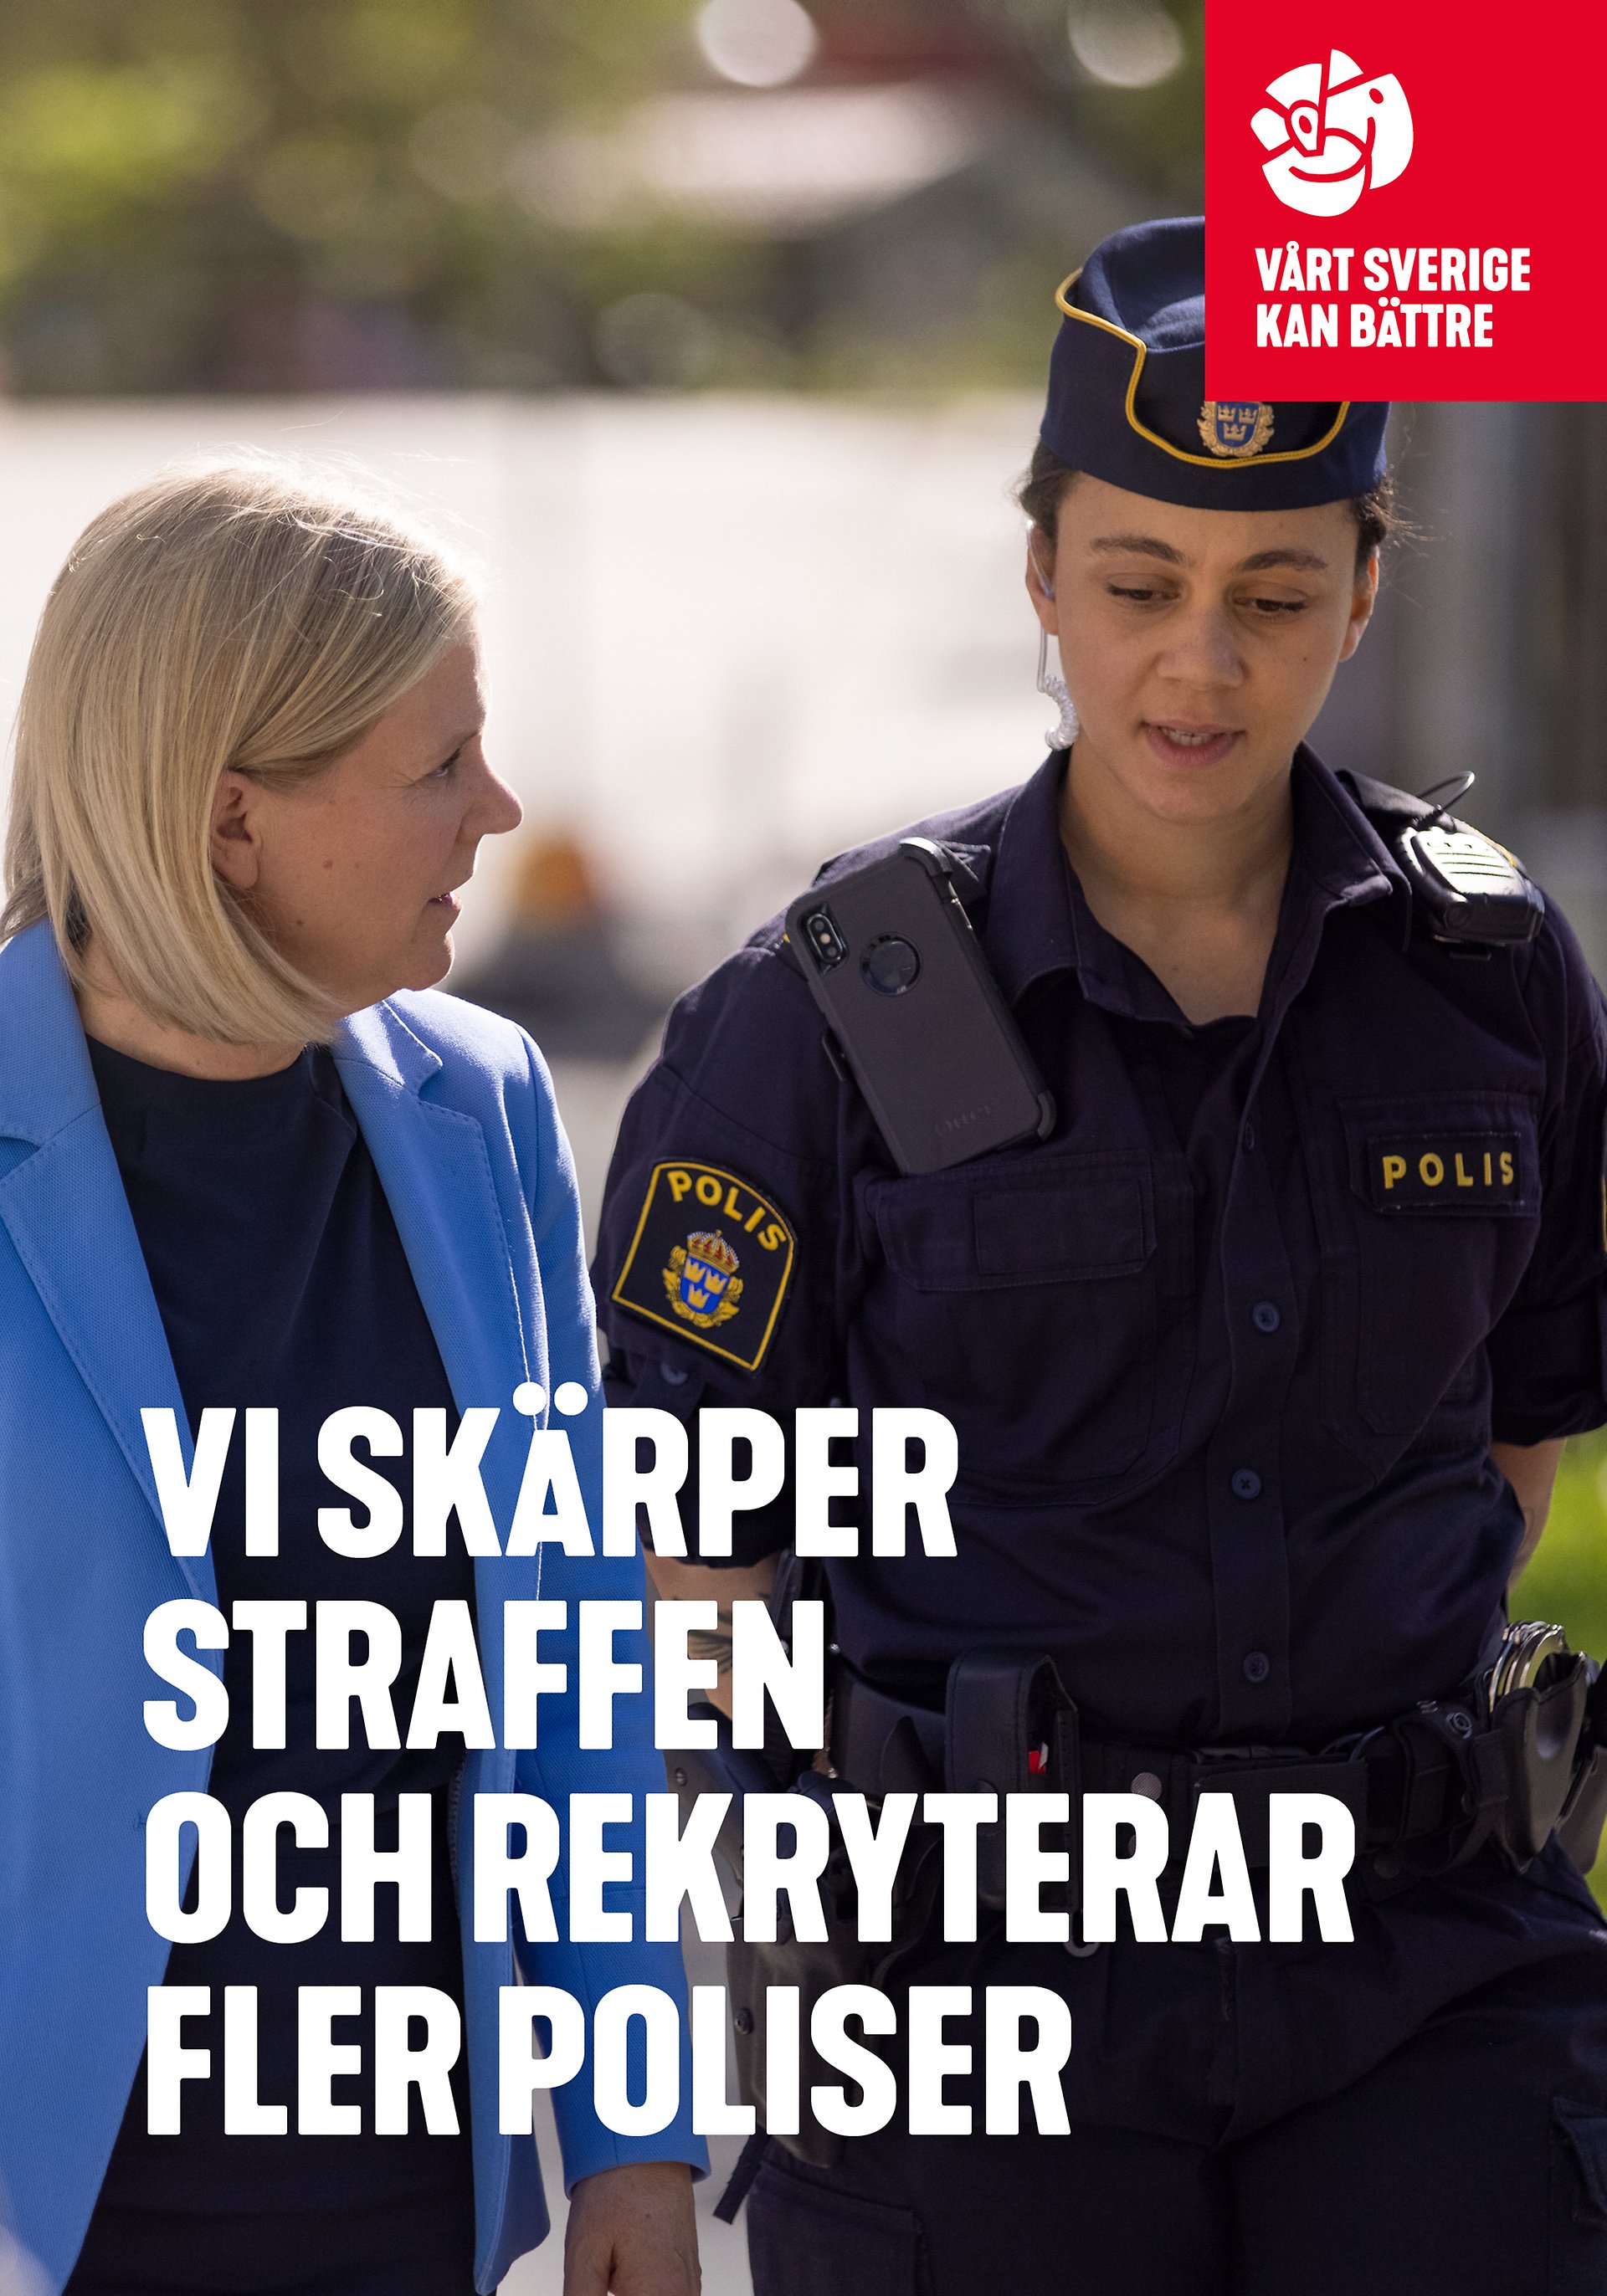 VÅRT SVERIGE
KAN BÄTTRE
POLIS
POLIS
VI SKÄRPER
STRAFFEN
OCH REKRYTERAR
FLER POLISER